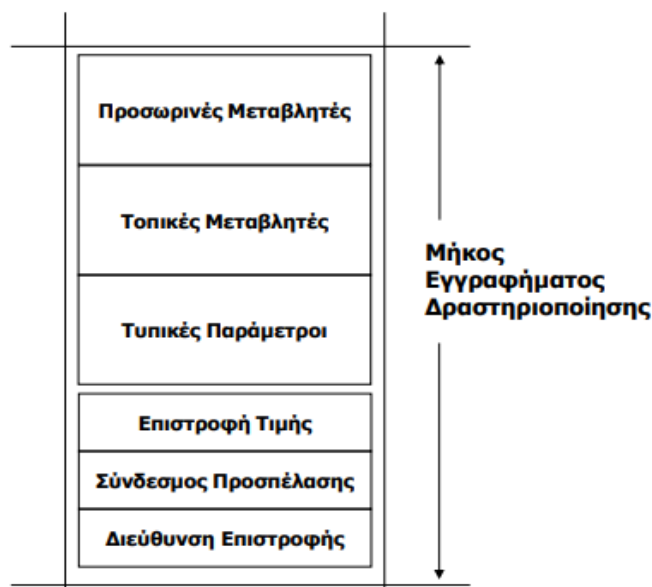 Προσωρινές Μεταβλητές
Τοπικές Μεταβλητές
Τυπικές Παράμετροι
Επιστροφή Τιμής
Σύνδεσμος Προσπέλασης
Διεύθυνση Επιστροφής
Μήκος
Εγγραφήματος
Δραστηριοποίησης